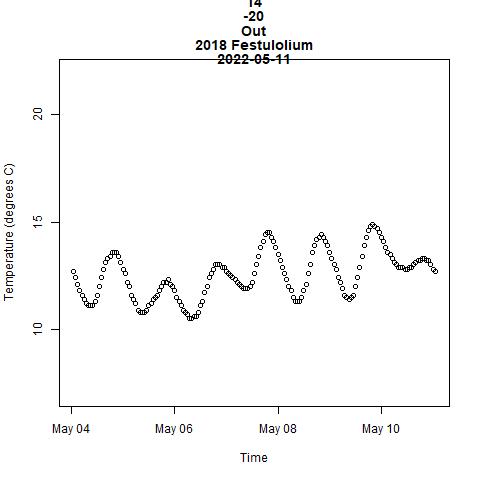 14
-20
Out
2018 Festulolium
2022-05-11
Temperature (degrees C)
20
15
10
May 04
May 06
May 08
May 10
Time